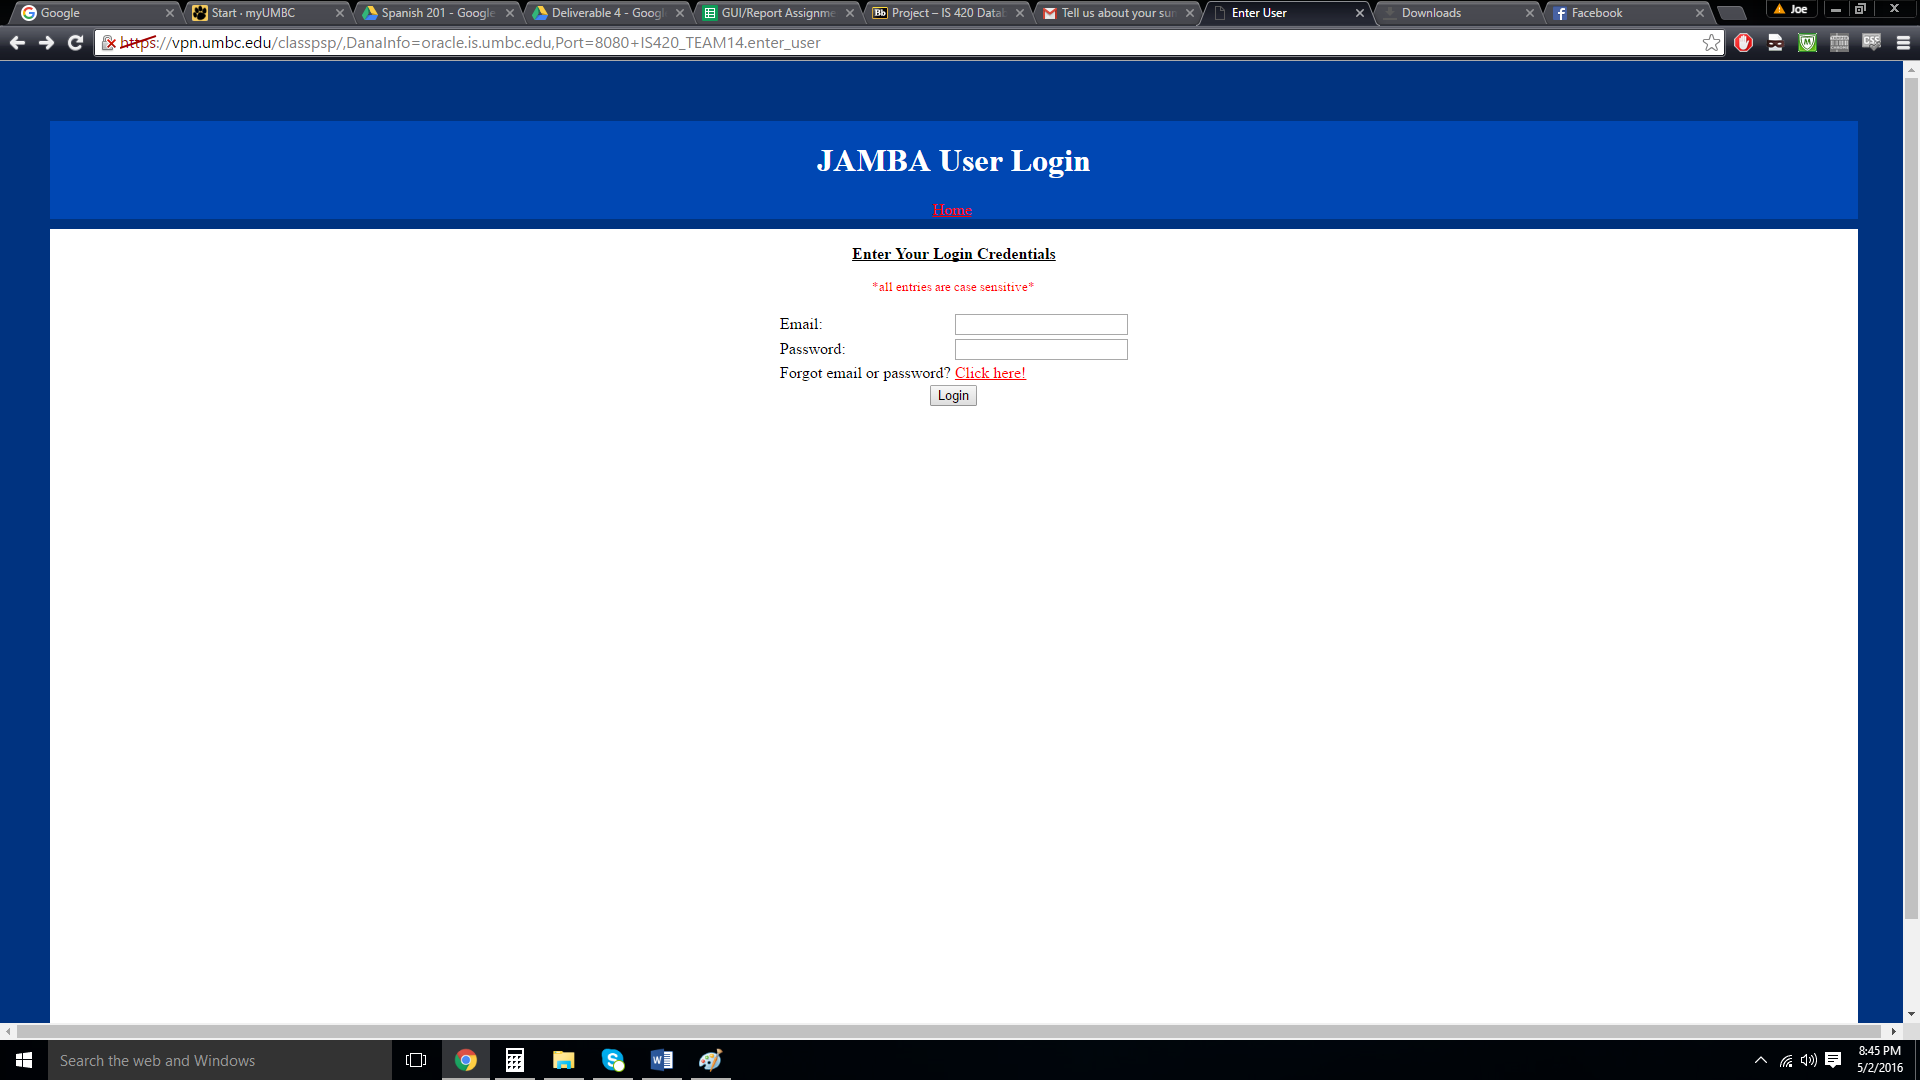 Google
Start · myUMBC
Spanish 201 - Google
Deliverable 4 - Googl
GUI/Report Assignme
Bb Project – IS 420 Datab
Tell us about your sur
Enter User
Downloads
Facebook
Joe
https://vpn.umbc.edu/classpsp/,DanaInfo=oracle.is.umbc.edu,Port=8080+IS420_TEAM14.enter_user
JAMBA User Login
Home
Enter Your Login Credentials
*all entries are case sensitive*
Email:
Password:
Forgot email or password? Click here!
Login
Search the web and Windows
8:45 PM
5/2/2016